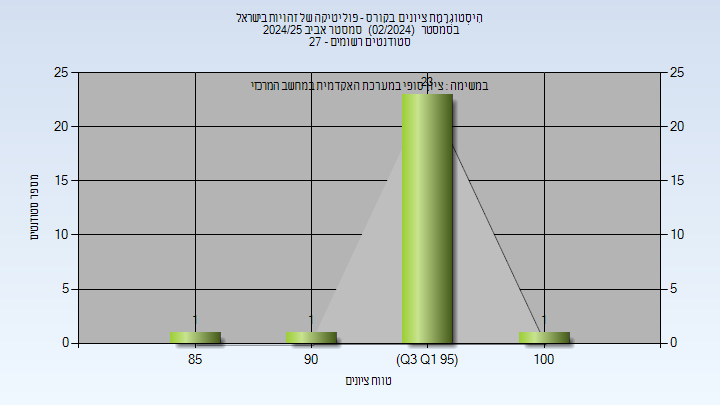 היסטוגרמת ציונים בקורס - פוליטיקה של זהויות בישראל
בסמסטר (02/2024) סמסטר אביב 2024/25
סטודנטים רשומים - 27
במשימה : ציון סופי במערכת האקדמית במחשב המרכזי
23
25 25
20 20
15 15
10 10
5 5
0 0
1 1 1
85 90 (Q3 Q1 95) 100
מספר סטודנטים
טווח ציונים